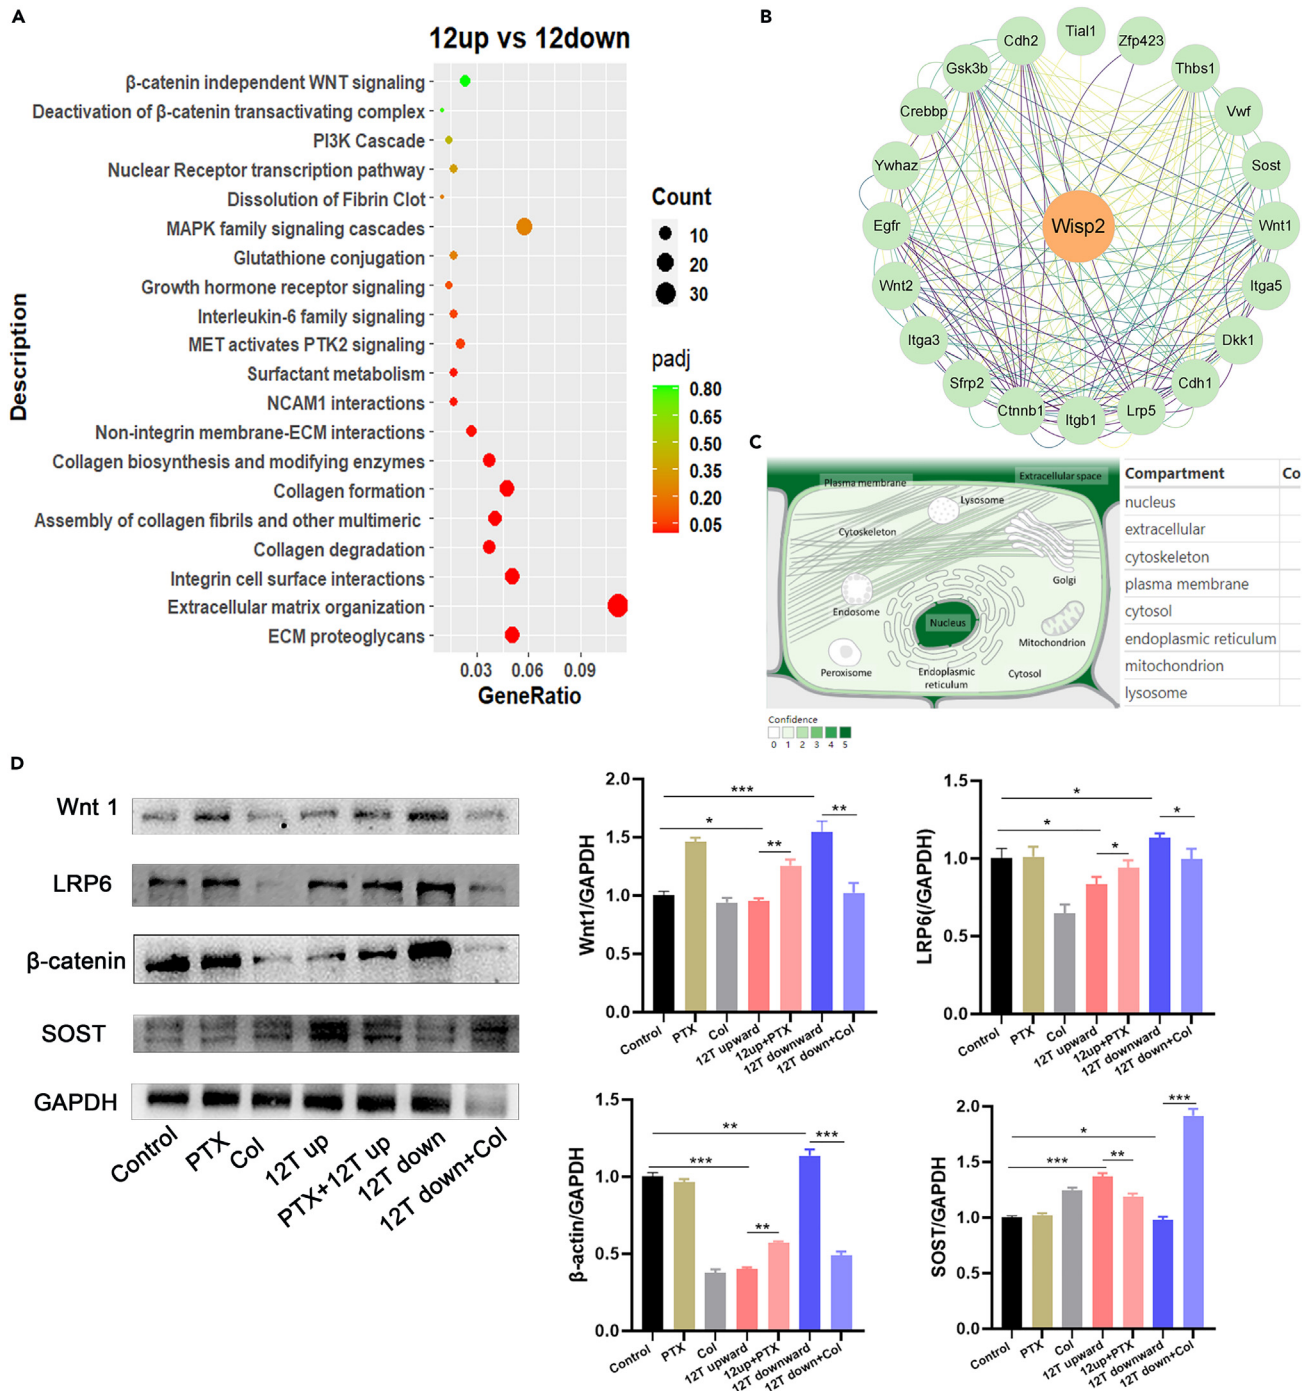 A
12up vs 12down
Description
β-catenin independent WNT signaling
Deactivation of β-catenin transactivating complex
PI3K Cascade
Nuclear Receptor transcription pathway
Dissolution of Fibrin Clot
MAPK family signaling cascades
Glutathione conjugation
Growth hormone receptor signaling
Interleukin-6 family signaling
MET activates PTK2 signaling
Surfactant metabolism
NCAM1 interactions
Non-integrin membrane-ECM interactions
Collagen biosynthesis and modifying enzymes
Collagen formation
Assembly of collagen fibrils and other multimeric
Collagen degradation
Integrin cell surface interactions
Extracellular matrix organization
ECM proteoglycans
0.03 0.06 0.09
GeneRatio
Count
10
20
30
padj
0.80
0.65
0.50
0.35
0.20
0.05
B
Tial1
Cdh2
Zfp423
Gsk3b
Thbs1
Crebbp
Vwf
Ywhaz
Sost
Egfr
Wisp2
Wnt1
Wnt2
Itga5
Itga3
Dkk1
Sfrp2
Cdh1
Ctnnb1
Itgb1
Lrp5
C
Plasma membrane
Extracellular space
Lysosome
Cytoskeleton
Golgi
Endosome
Nucleus
Mitochondrion
Peroxisome
Endoplasmic
reticulum
Cytosol
Confidence
0 1 2 3 4 5
Compartment Co
nucleus
extracellular
cytoskeleton
plasma membrane
cytosol
endoplasmic reticulum
mitochondrion
lysosome
D
Wnt 1
LRP6
β-catenin
SOST
GAPDH
Control
PTX
Col
12T up
PTX+12T up
12T down
12T down+Col
Wnt1/GAPDH
2.0
1.5
1.0
0.5
0.0
***
*
**
**
Control
PTX
Col
12T upward
12up+PTX
12T downward
12T down+Col
LRP6(/GAPDH)
1.5
1.0
0.5
0.0
*
*
*
*
Control
PTX
Col
12T upward
12up+PTX
12T downward
12T down+Col
β-actin/GAPDH
1.5
1.0
0.5
0.0
**
***
***
**
Control
PTX
Col
12T upward
12up+PTX
12T downward
12T down+Col
SOST/GAPDH
2.0
1.5
1.0
0.5
0.0
***
*
***
**
Control
PTX
Col
12T upward
12up+PTX
12T downward
12T down+Col